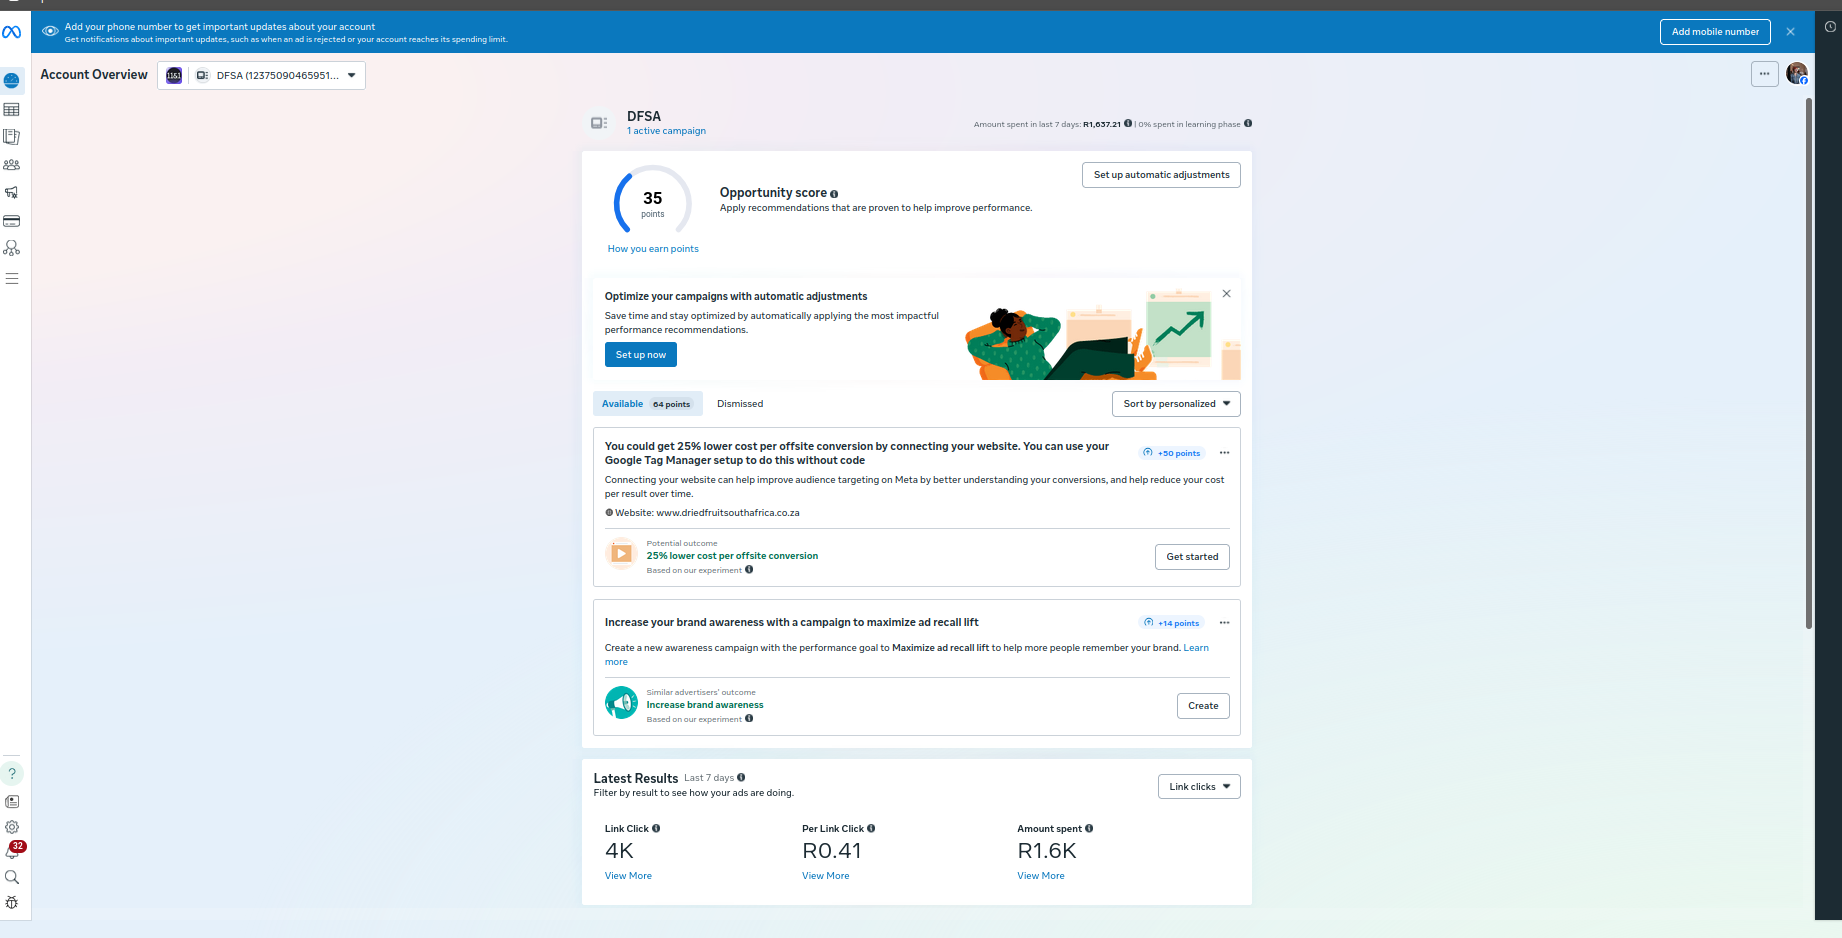 Add your phone number to get important updates about your account
Get notifications about important updates, such as when an ad is rejected or your account reaches its spending limit.
Add mobile number
Account Overview
1151
DFSA (12375090465951...
DFSA
1 active campaign
Amount spent in last 7 days: R1,637.21 | 0% spent in learning phase
35
points
How you earn points
Opportunity score
Apply recommendations that are proven to help improve performance.
Set up automatic adjustments
Optimize your campaigns with automatic adjustments
Save time and stay optimized by automatically applying the most impactful
performance recommendations.
Set up now
Available 64 points
Dismissed
Sort by personalized
You could get 25% lower cost per offsite conversion by connecting your website. You can use your
Google Tag Manager setup to do this without code
+50 points
Connecting your website can help improve audience targeting on Meta by better understanding your conversions, and help reduce your cost
per result over time.
Website: www.driedfruitsouthafrica.co.za
Potential outcome
25% lower cost per offsite conversion
Based on our experiment
Get started
Increase your brand awareness with a campaign to maximize ad recall lift
+14 points
Create a new awareness campaign with the performance goal to Maximize ad recall lift to help more people remember your brand. Learn
more
Similar advertisers' outcome
Increase brand awareness
Based on our experiment
Create
Latest Results Last 7 days
Filter by result to see how your ads are doing.
Link clicks
Link Click
4K
View More
Per Link Click
R0.41
View More
Amount spent
R1.6K
View More
32